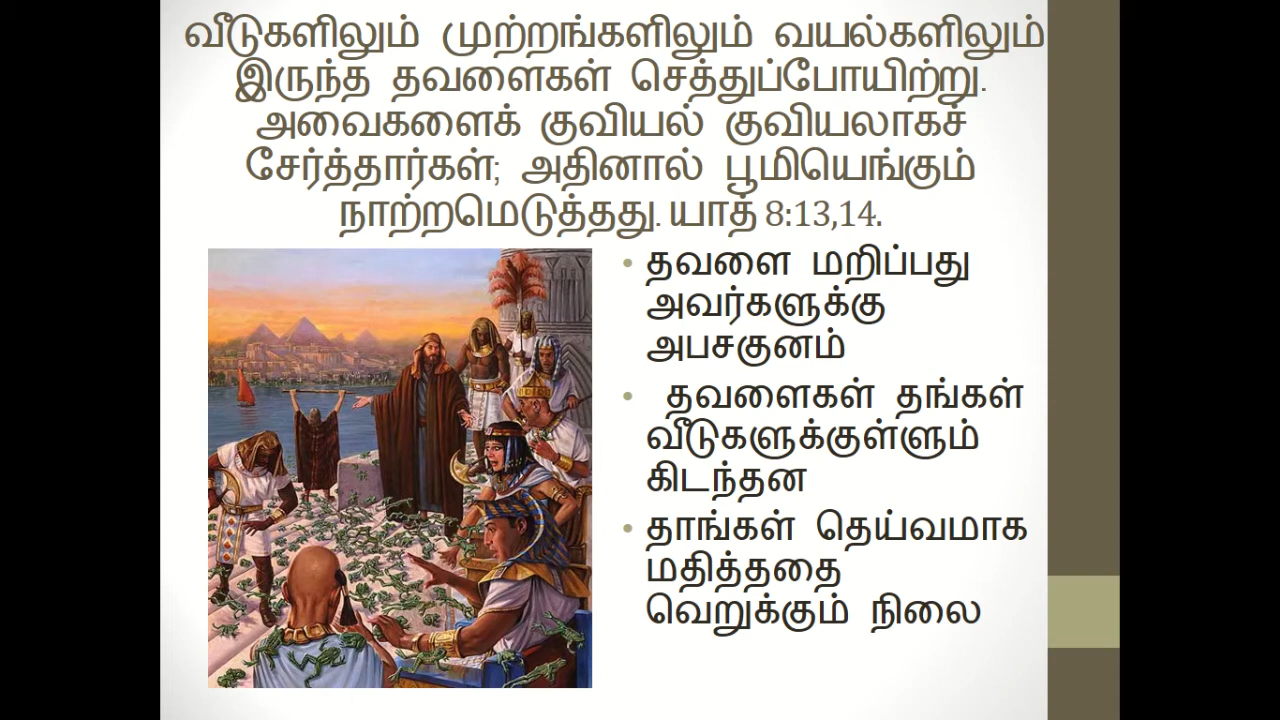 வீடுகளிலும் முற்றங்களிலும் வயல்களிலும்
இருந்த தவளைகள் செத்துப்போயிற்று.
அவைகளைக் குவியல் குவியலாகச்
சேர்த்தார்கள்; அதினால் பூமியெங்கும்
நாற்றமெடுத்தது. யாத் 8:13,14.
• தவளை மறிப்பது
அவர்களுக்கு
அபசகுனம்
• தவளைகள் தங்கள்
வீடுகளுக்குள்ளும்
கிடந்தன
• தாங்கள் தெய்வமாக
மதித்ததை
வெறுக்கும் நிலை